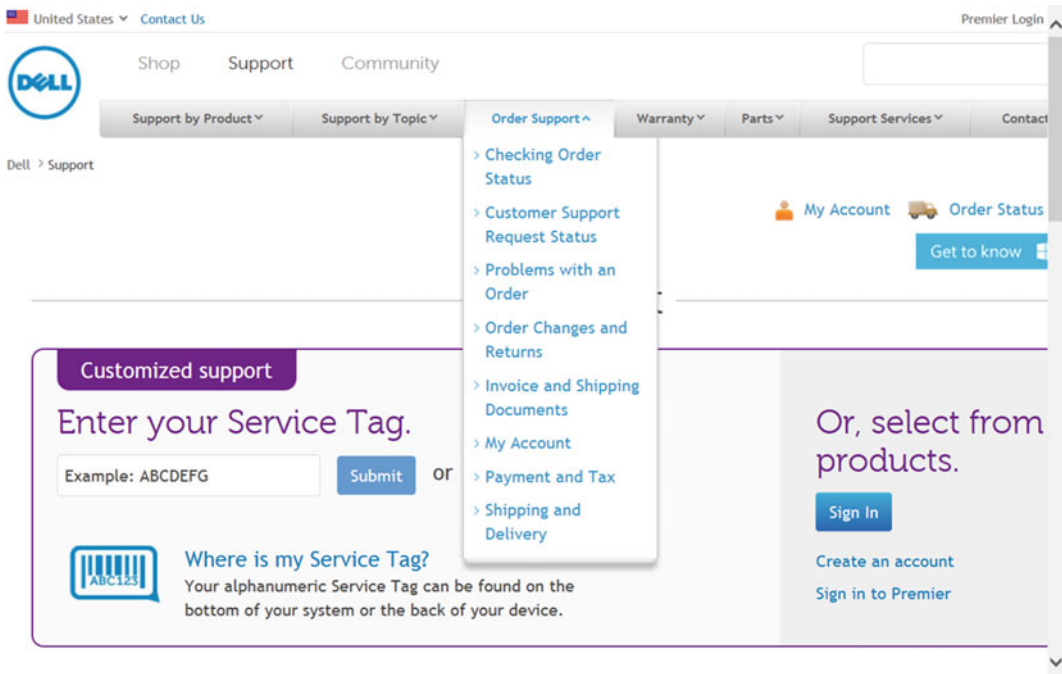 United States Contact Us Premier Login
DELL
Shop Support Community
Support by Product Support by Topic Order Support Warranty Parts Support Services Contact
Dell > Support
Checking Order
Status
Customer Support
Request Status
Problems with an
Order
Order Changes and
Returns
Invoice and Shipping
Documents
My Account
Payment and Tax
Shipping and
Delivery
My Account Order Status
Get to know
Customized support
Enter your Service Tag.
Example: ABCDEFG Submit or
ABC123
Where is my Service Tag?
Your alphanumeric Service Tag can be found on the
bottom of your system or the back of your device.
Or, select from
products.
Sign In
Create an account
Sign in to Premier